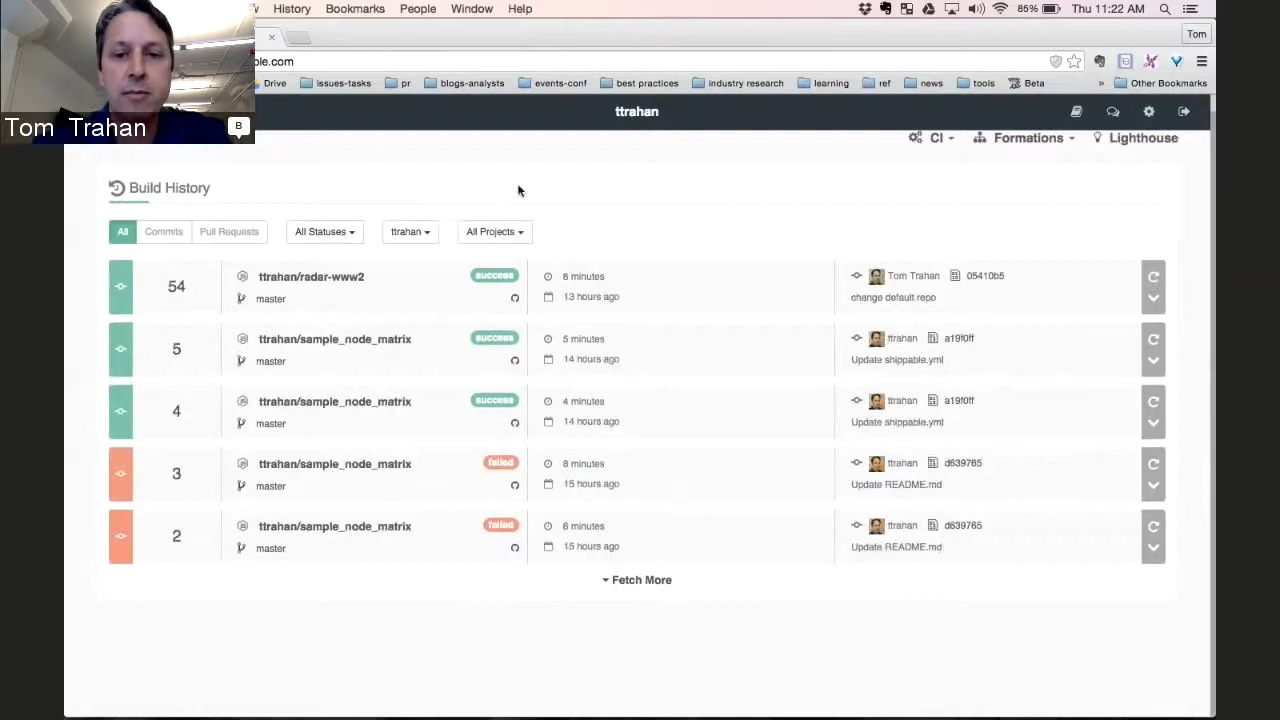 History Bookmarks People Window Help 85% Thu 11:22 AM
Tom
ble.com
Drive issues-tasks pr blogs-analysts events-conf best practices industry research learning ref news tools Beta » Other Bookmarks
Tom Trahan B
ttrahan
CI Formations Lighthouse
Build History
All Commits Pull Requests All Statuses ttrahan All Projects
54 ttrahan/radar-www2 success 6 minutes Tom Trahan 05410b5
master 13 hours ago change default repo
5 ttrahan/sample_node_matrix success 5 minutes ttrahan a19f0ff
master 14 hours ago Update shippable.yml
4 ttrahan/sample_node_matrix success 4 minutes ttrahan a19f0ff
master 14 hours ago Update shippable.yml
3 ttrahan/sample_node_matrix failed 8 minutes ttrahan d639765
master 15 hours ago Update README.md
2 ttrahan/sample_node_matrix failed 6 minutes ttrahan d639765
master 15 hours ago Update README.md
Fetch More